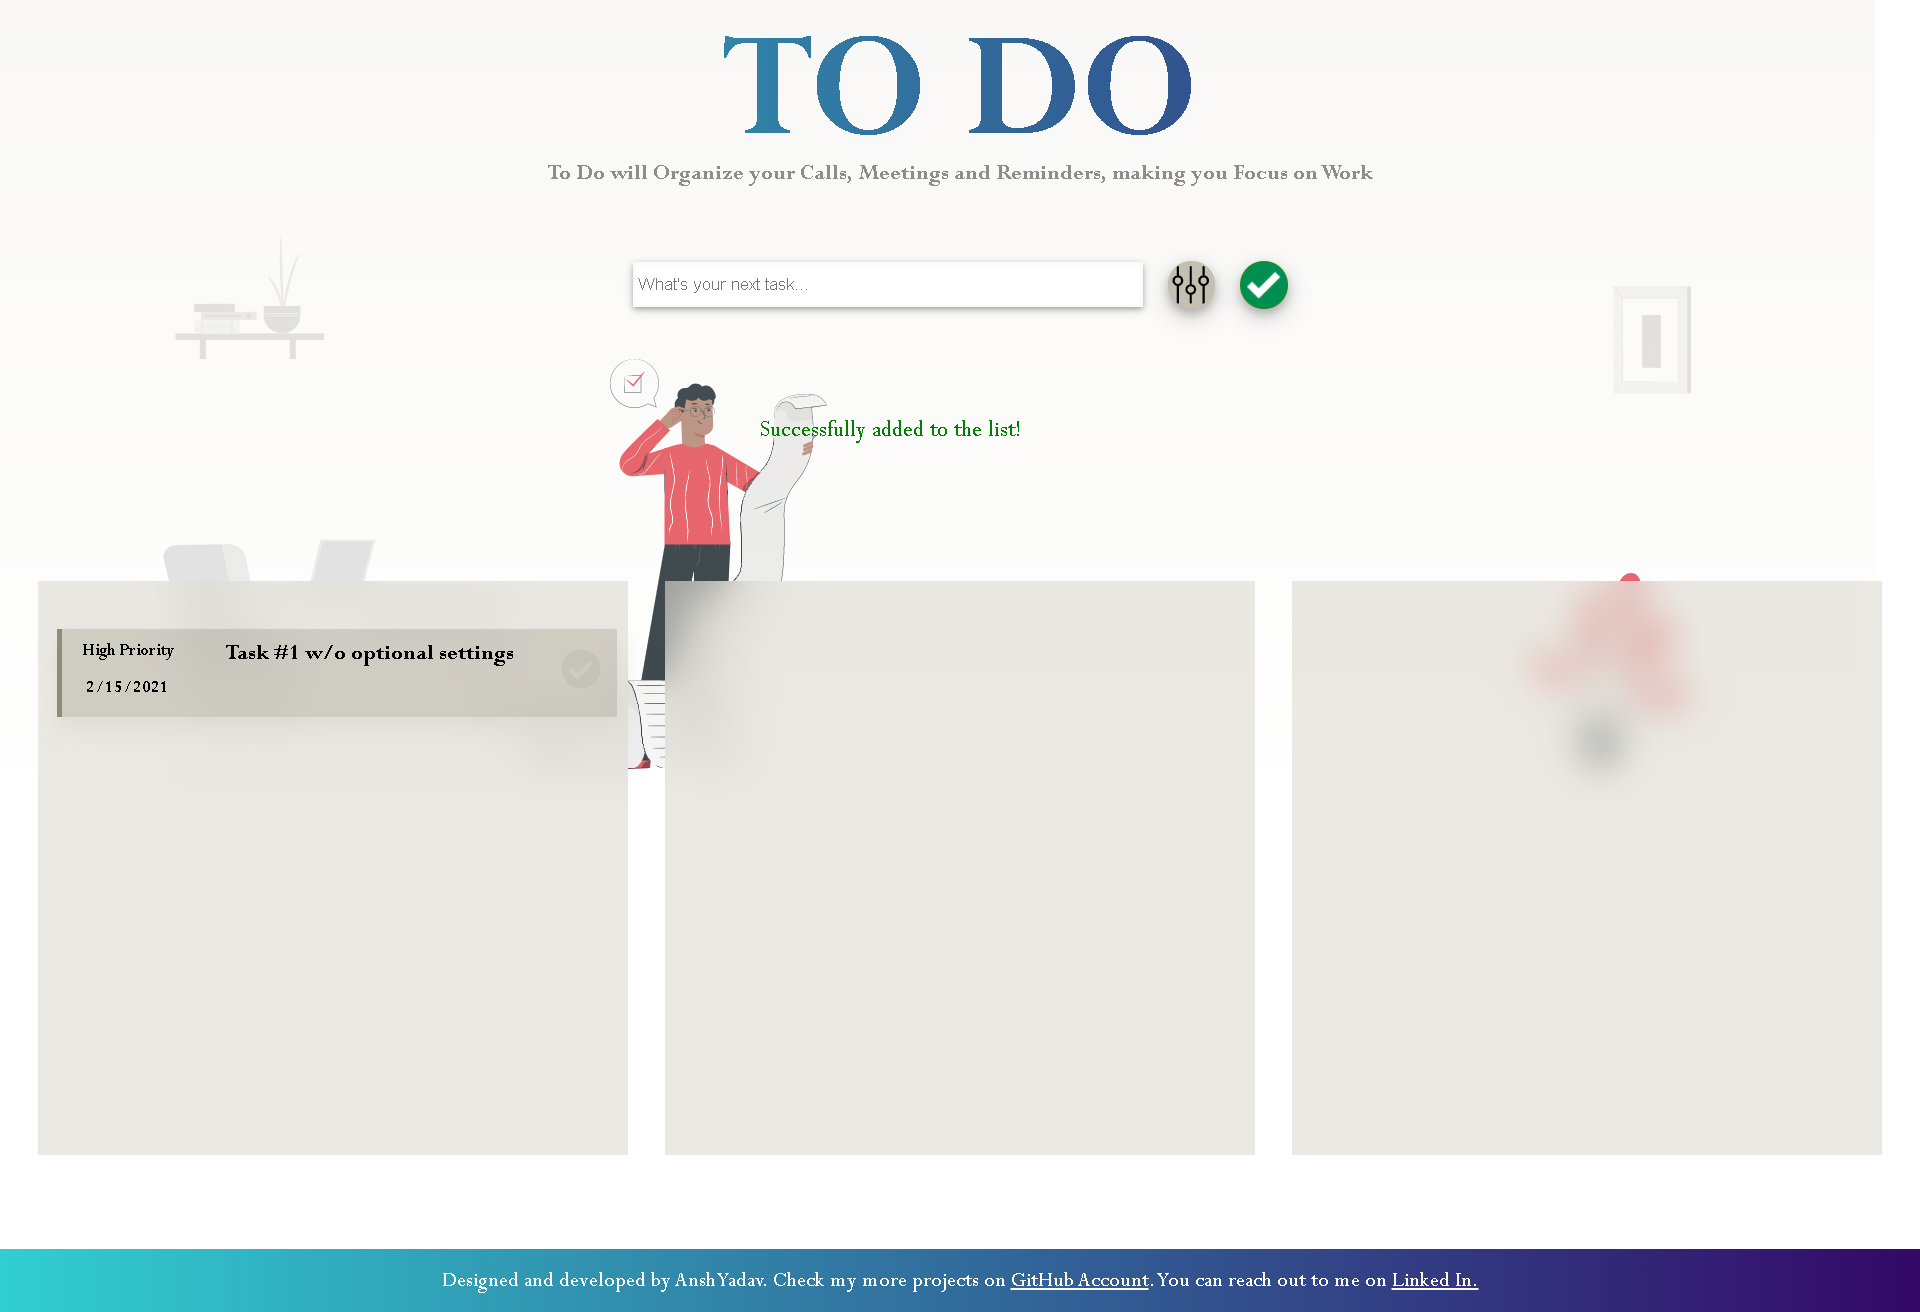 TO DO
To Do will Organize your Calls, Meetings and Reminders, making you Focus on Work
What's your next task...
Successfully added to the list!
High Priority
Task #1 w/o optional settings
2/15/2021
Designed and developed by Ansh Yadav. Check my more projects on GitHub Account. You can reach out to me on Linked In.